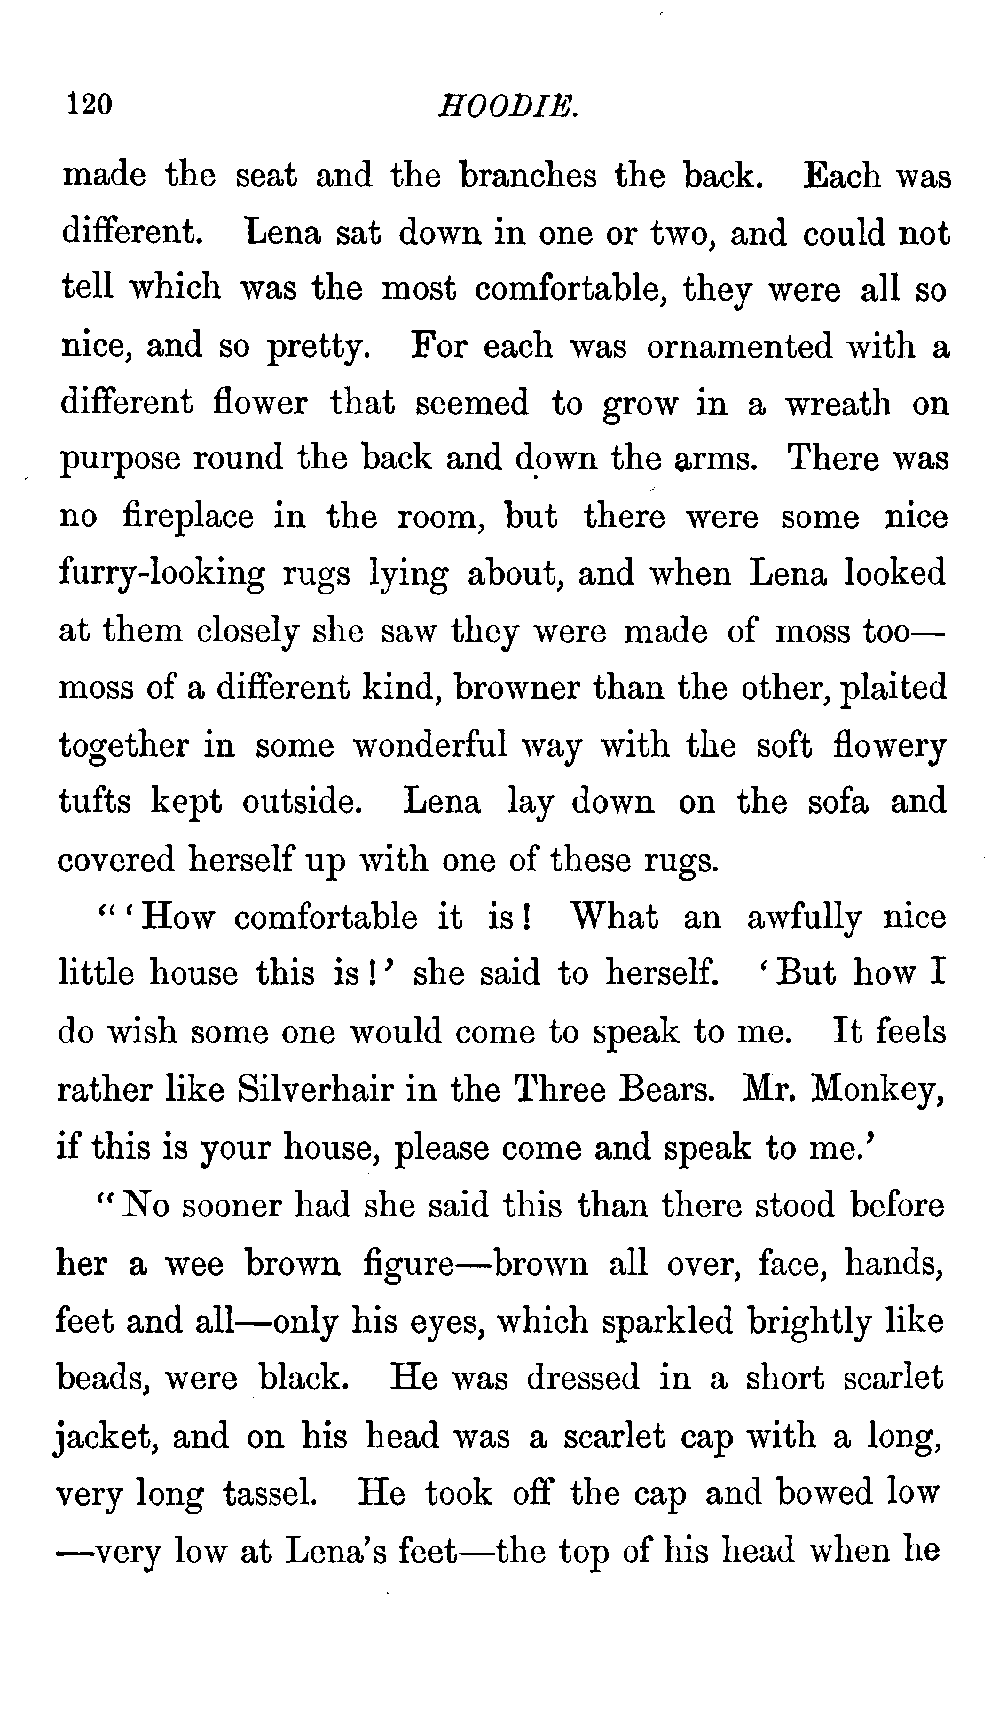 120 HOODIE.
made the seat and the branches the back. Each was
different. Lena sat down in one or two, and could not
tell which was the most comfortable, they were all so
nice, and so pretty. For each was ornamented with a
different flower that seemed to grow in a wreath on
purpose round the back and down the arms. There was
no fireplace in the room, but there were some nice
furry-looking rugs lying about, and when Lena looked
at them closely she saw they were made of moss too—
moss of a different kind, browner than the other, plaited
together in some wonderful way with the soft flowery
tufts kept outside. Lena lay down on the sofa and
covered herself up with one of these rugs.
“‘How comfortable it is! What an awfully nice
little house this is!’ she said to herself. ‘But how I
do wish some one would come to speak to me. It feels
rather like Silverhair in the Three Bears. Mr. Monkey,
if this is your house, please come and speak to me.’
“No sooner had she said this than there stood before
her a wee brown figure—brown all over, face, hands,
feet and all—only his eyes, which sparkled brightly like
beads, were black. He was dressed in a short scarlet
jacket, and on his head was a scarlet cap with a long,
very long tassel. He took off the cap and bowed low
—very low at Lena’s feet—the top of his head when he